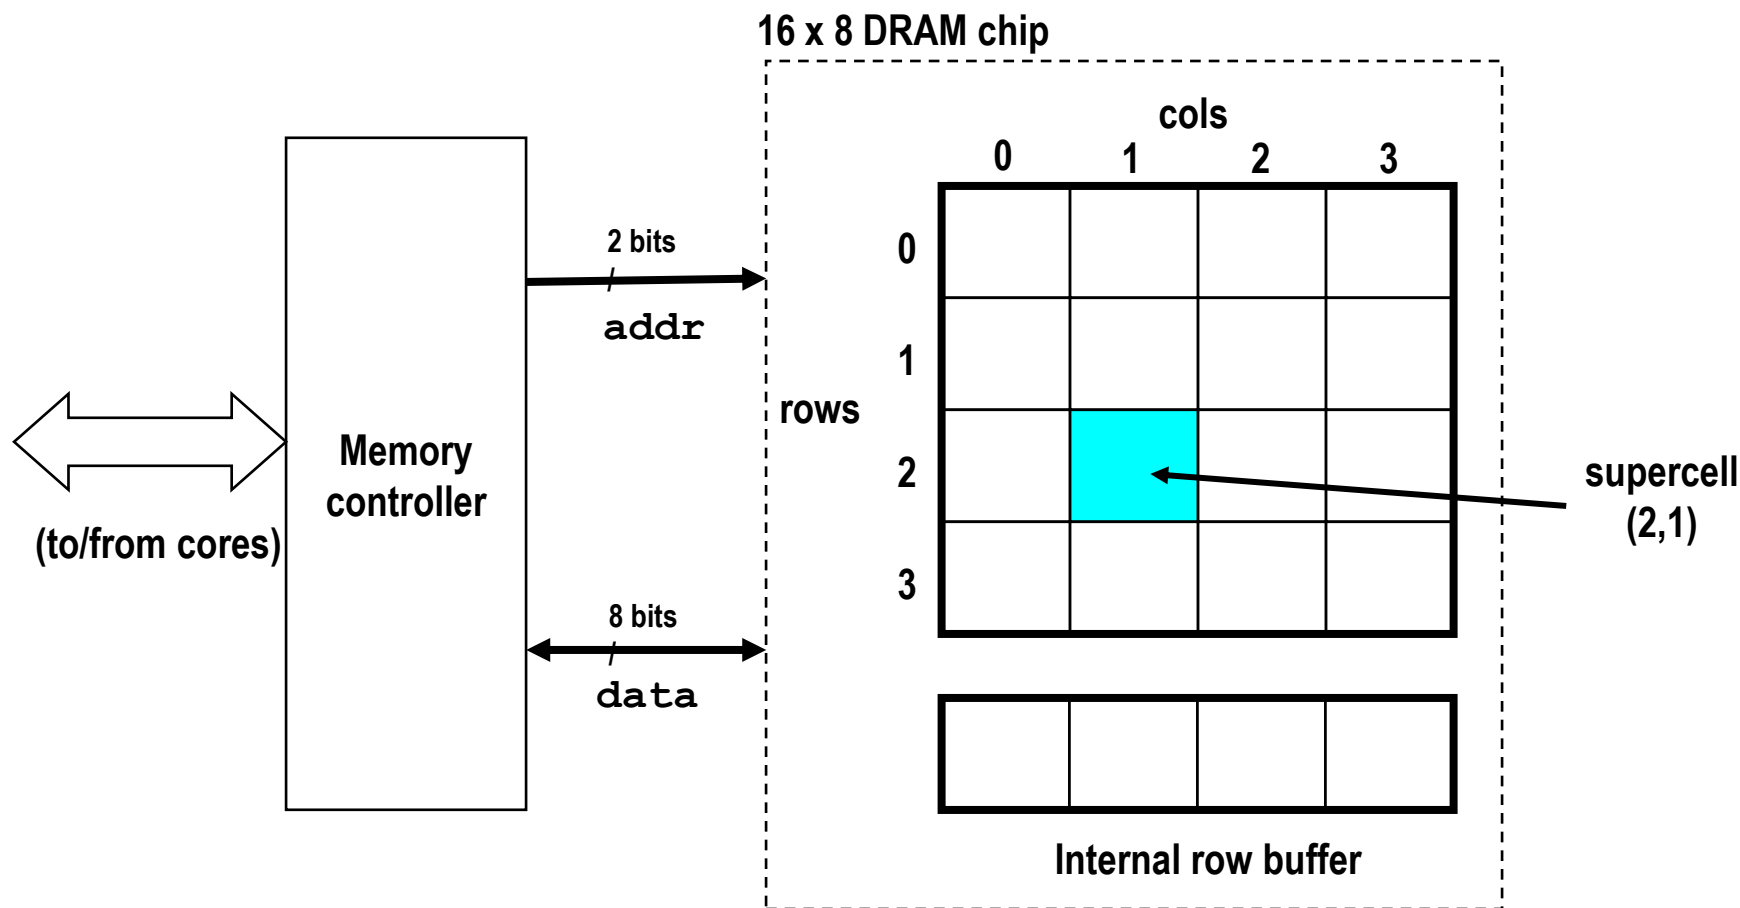 16 x 8 DRAM chip
cols
0 1 2 3
2 bits
addr
0
1
rows
2
3
Memory
controller
(to/from cores)
supercell
(2,1)
8 bits
data
Internal row buffer